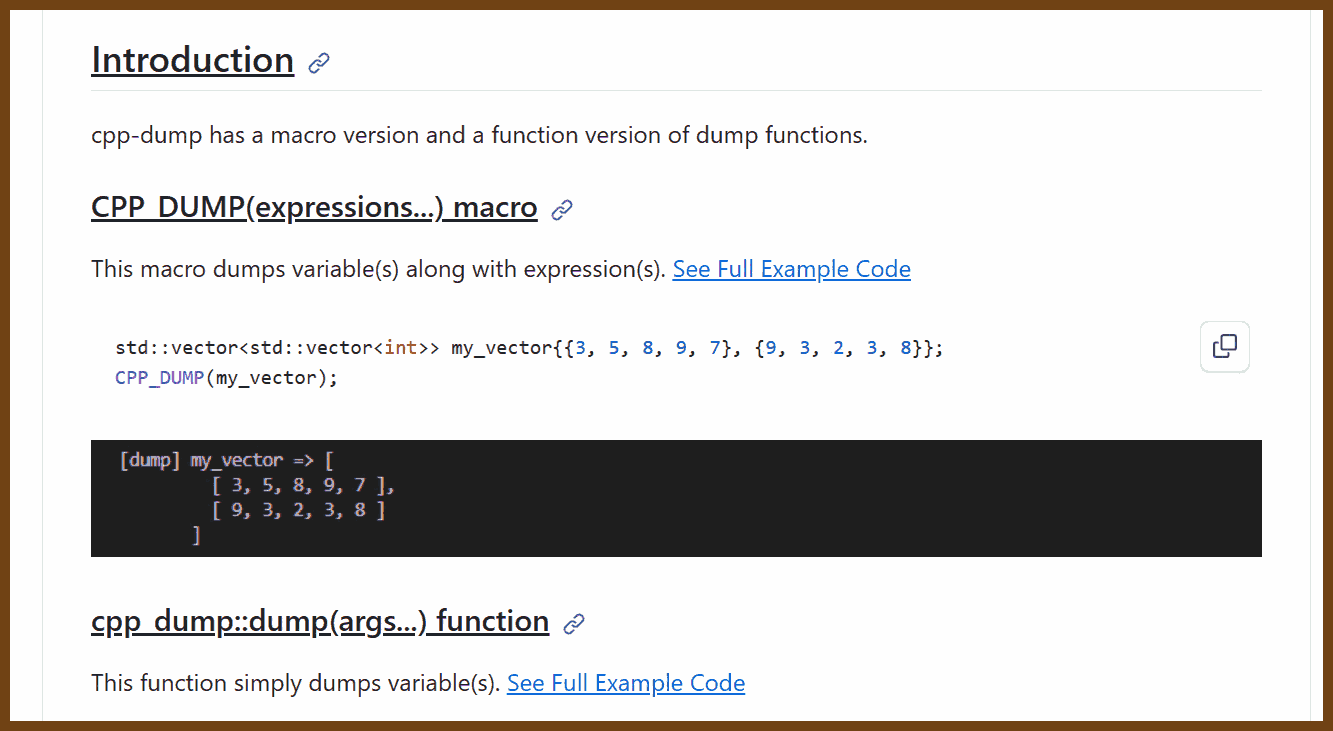 Introduction
cpp-dump has a macro version and a function version of dump functions.
CPP_DUMP(expressions...) macro
This macro dumps variable(s) along with expression(s). See Full Example Code
std::vector<std::vector<int>> my_vector{{3, 5, 8, 9, 7}, {9, 3, 2, 3, 8}};
CPP_DUMP(my_vector);
[dump] my_vector => [
[ 3, 5, 8, 9, 7 ],
[ 9, 3, 2, 3, 8 ]
]
cpp_dump::dump(args...) function
This function simply dumps variable(s). See Full Example Code